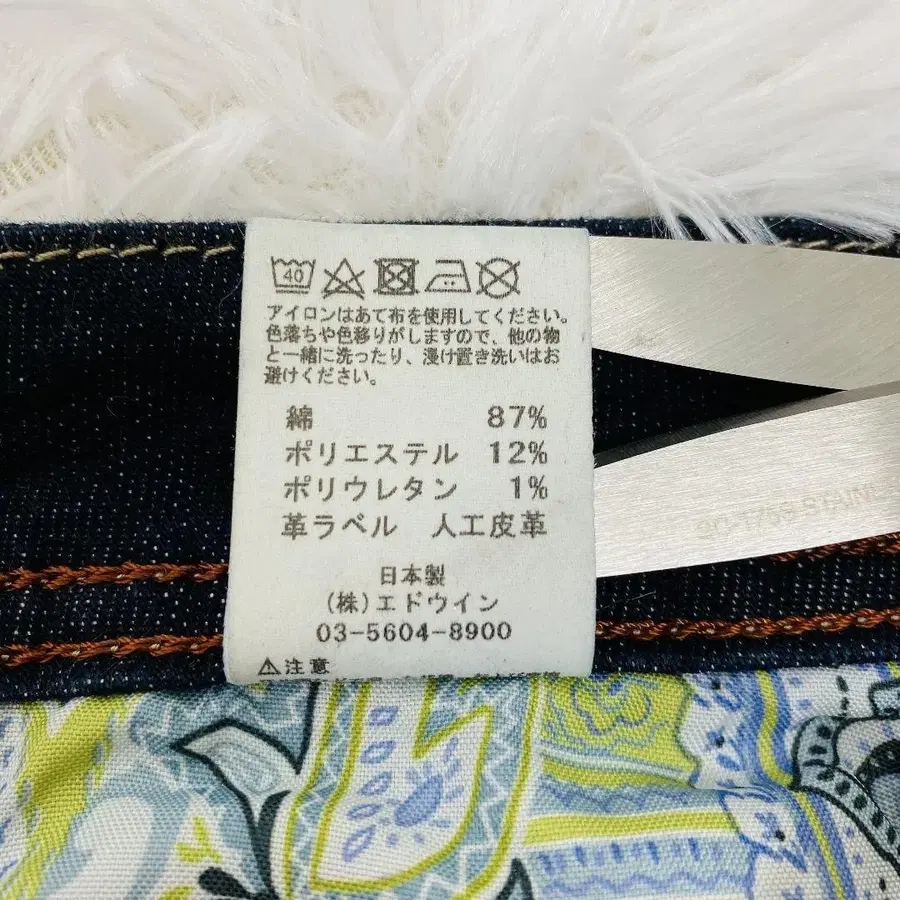 40
アイロンはあて布を使用してください。
色落ちや色移りがしますので、他の物
と一緒に洗ったり、浸け置き洗いはお
避けください。
綿 87%
ポリエステル 12%
ポリウレタン 1%
革ラベル 人工皮革
日本製
(株)エドウイン
03-5604-8900
⚠注意